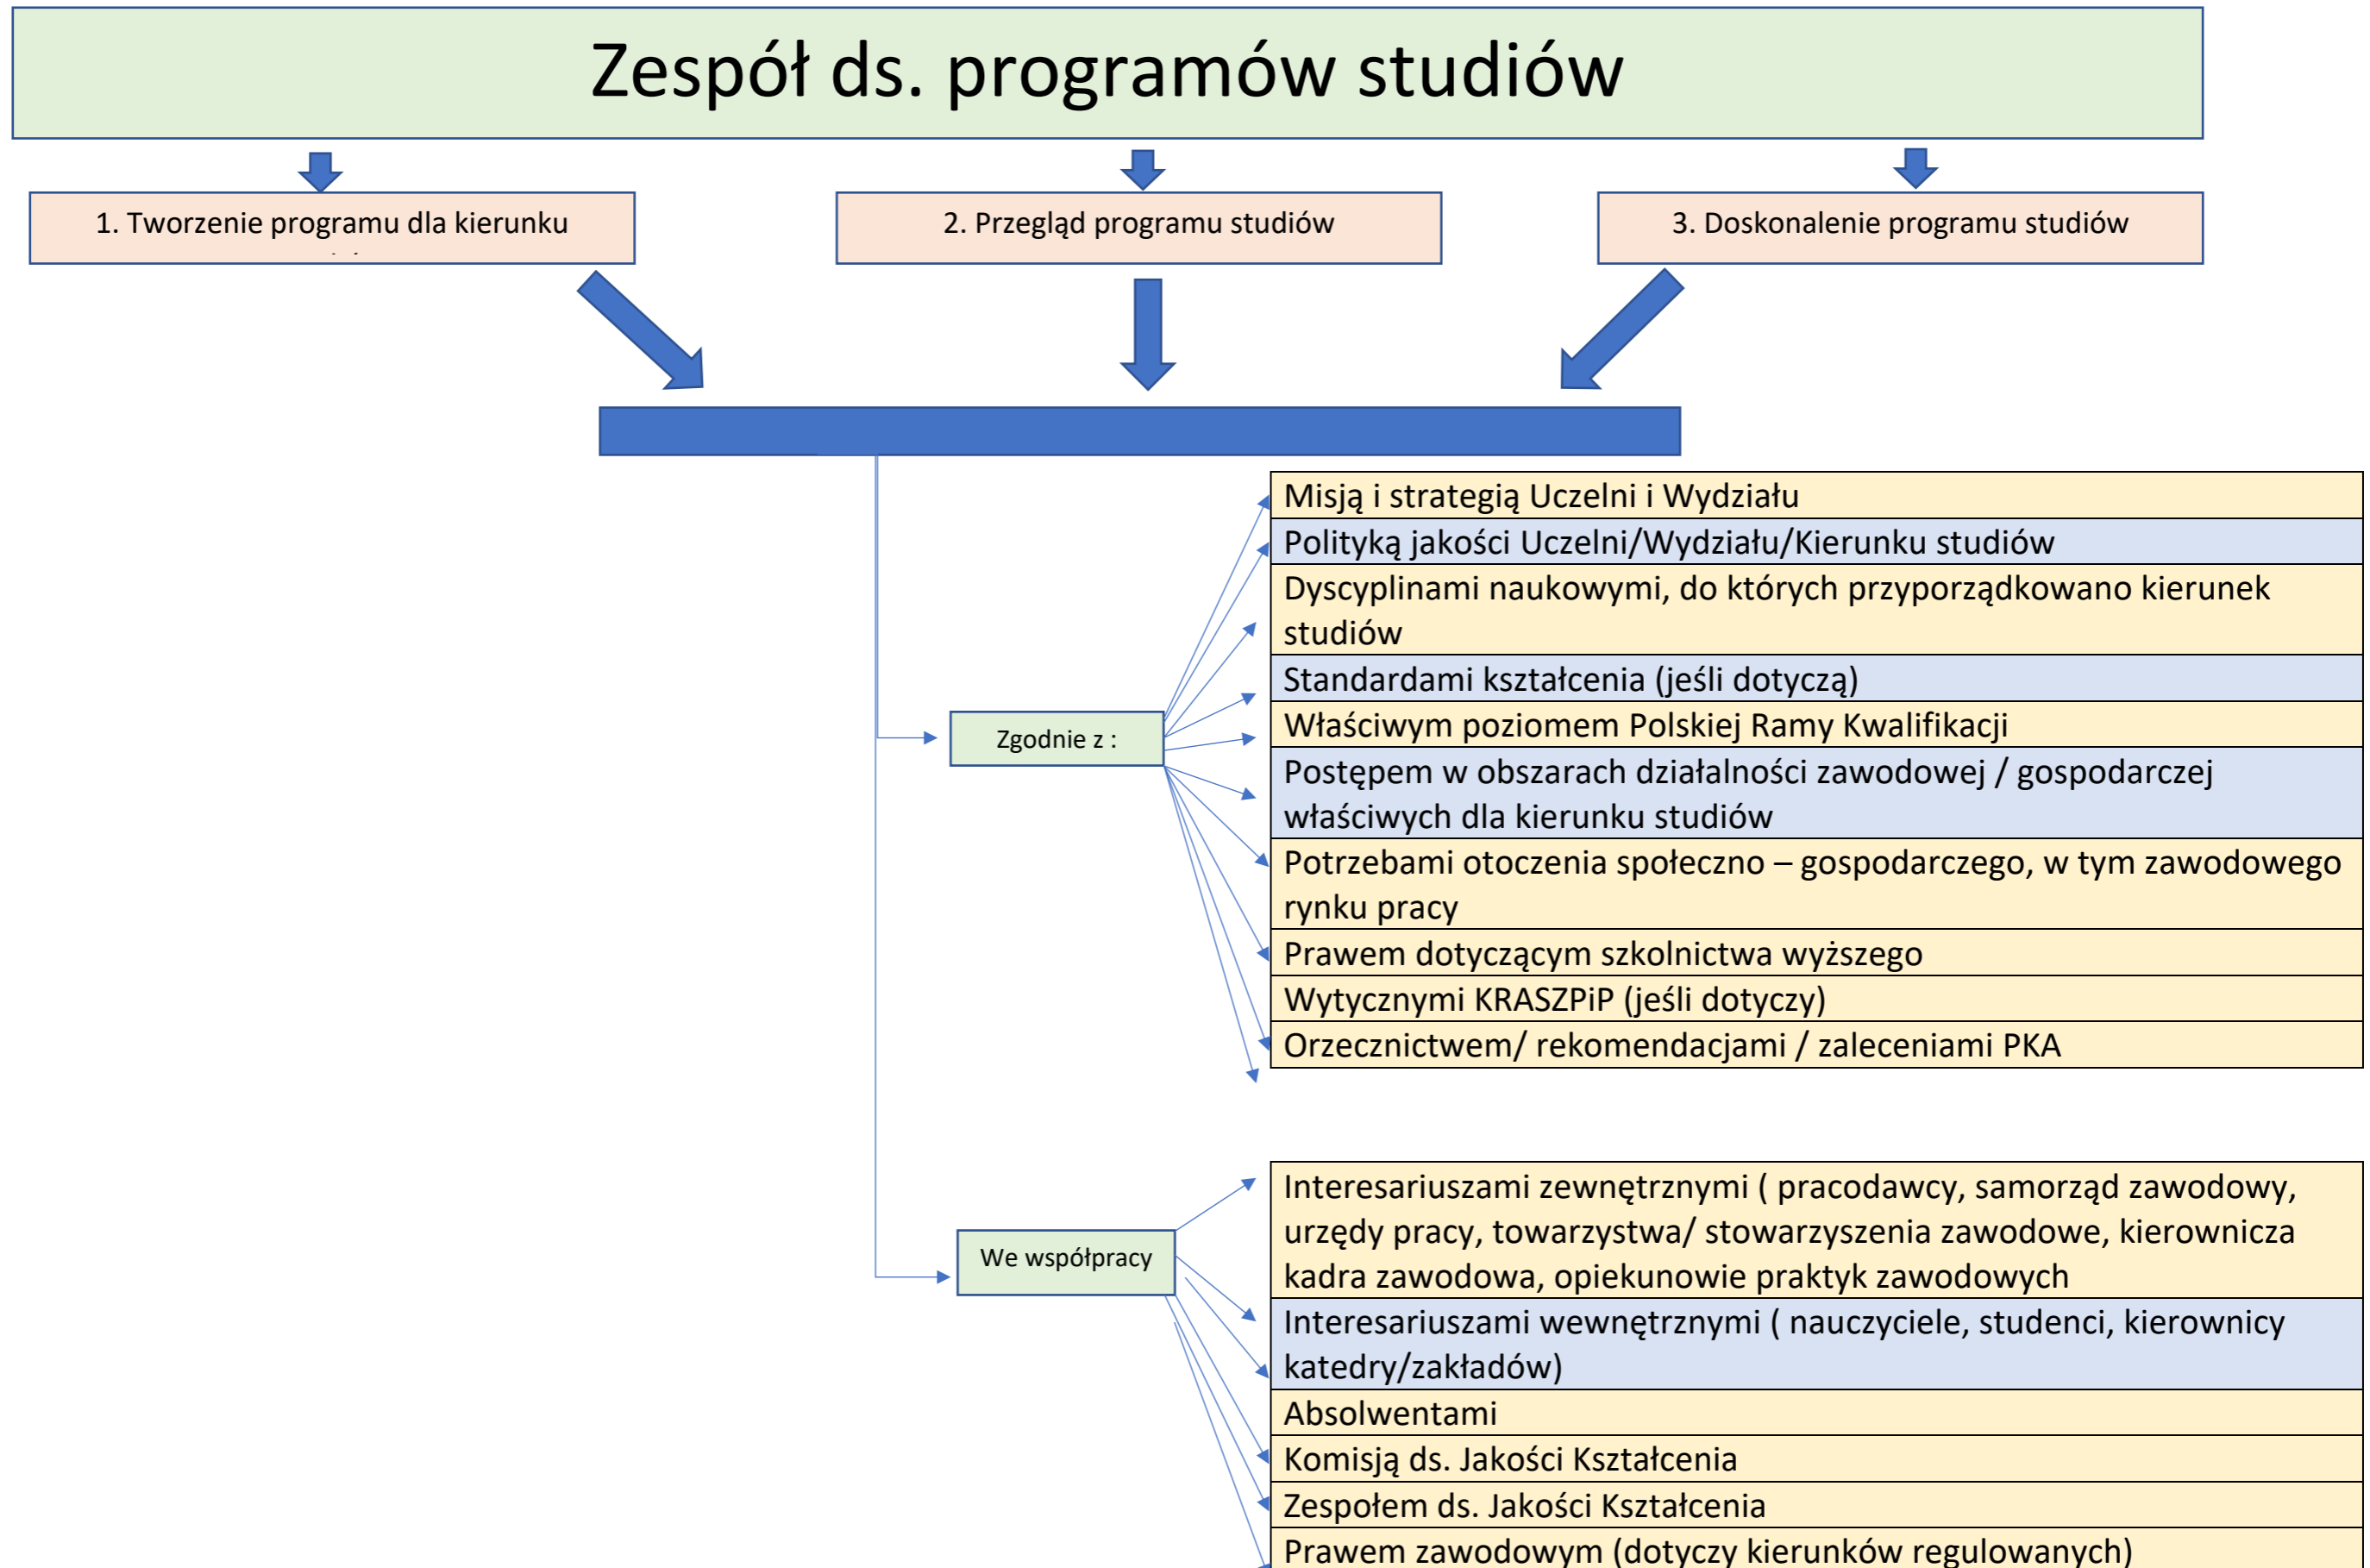 Zespół ds. programów studiów
1. Tworzenie programu dla kierunku
2. Przegląd programu studiów
3. Doskonalenie programu studiów
Misją i strategią Uczelni i Wydziału
Polityką jakości Uczelni/Wydziału/Kierunku studiów
Dyscyplinami naukowymi, do których przyporządkowano kierunek
studiów
Standardami kształcenia (jeśli dotyczą)
Właściwym poziomem Polskiej Ramy Kwalifikacji
Zgodnie z :
Postępem w obszarach działalności zawodowej / gospodarczej
właściwych dla kierunku studiów
Potrzebami otoczenia społeczno – gospodarczego, w tym zawodowego
rynku pracy
Prawem dotyczącym szkolnictwa wyższego
Wytycznymi KRASZPiP (jeśli dotyczy)
Orzecznictwem/ rekomendacjami / zaleceniami PKA
Interesariuszami zewnętrznymi ( pracodawcy, samorząd zawodowy,
urzędy pracy, towarzystwa/ stowarzyszenia zawodowe, kierownicza
kadra zawodowa, opiekunowie praktyk zawodowych
We współpracy
Interesariuszami wewnętrznymi ( nauczyciele, studenci, kierownicy
katedry/zakładów)
Absolwentami
Komisją ds. Jakości Kształcenia
Zespołem ds. Jakości Kształcenia
Prawem zawodowym (dotyczy kierunków regulowanych)